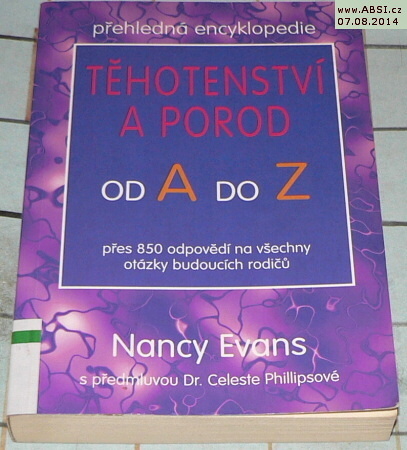 www.ABSI.cz
07.08.2014
přehledná encyklopedie
TĚHOTENSTVÍ
A POROD
OD A DO Z
přes 850 odpovědí na všechny
otázky budoucích rodičů
Nancy Evans
s předmluvou Dr. Celeste Phillipsové